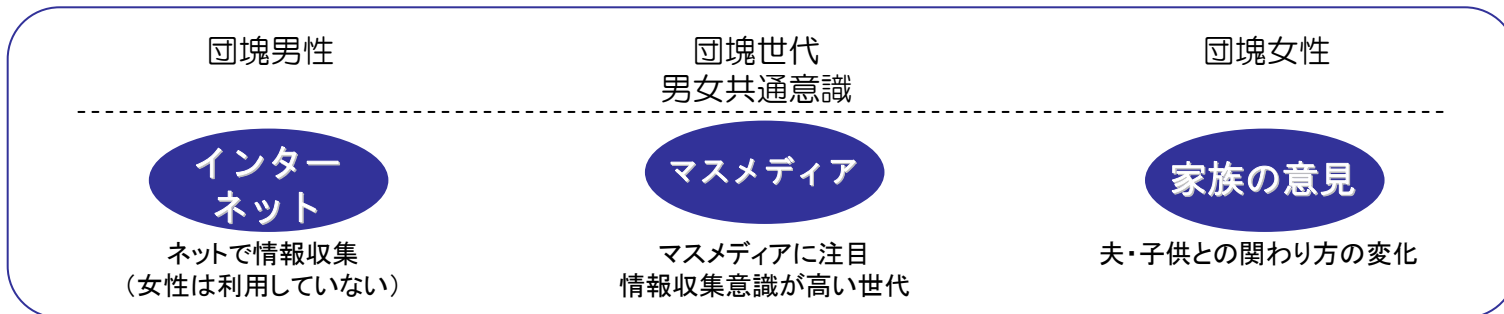 団塊男性
団塊世代
男女共通意識
団塊女性
インター
ネット
マスメディア
家族の意見
ネットで情報収集
（女性は利用していない）
マスメディアに注目
情報収集意識が高い世代
夫・子供との関わり方の変化